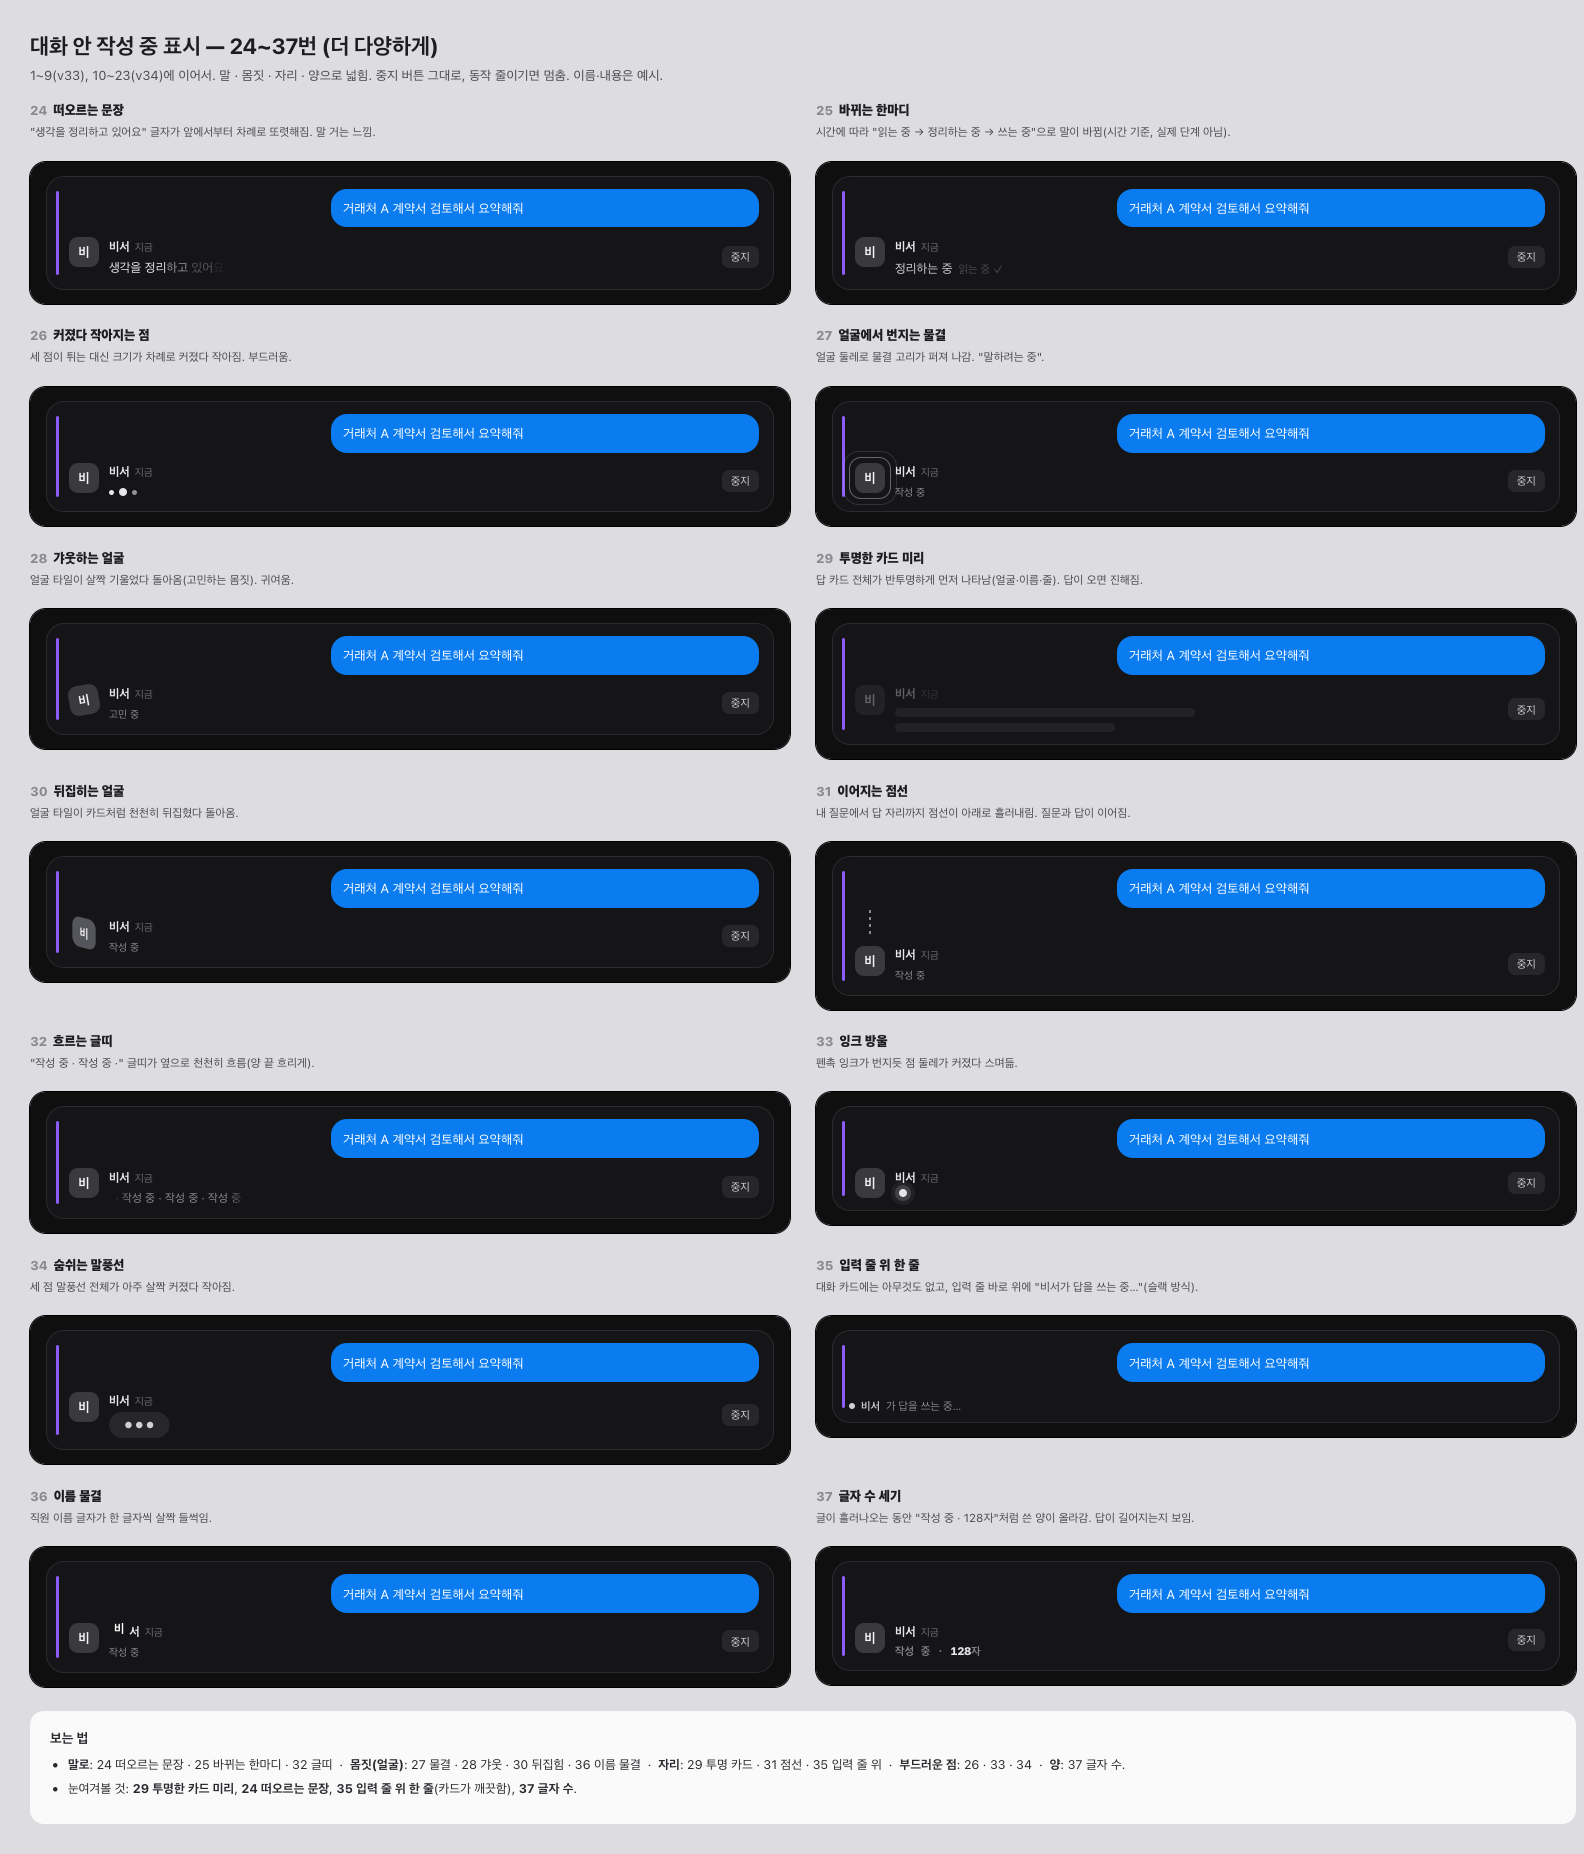 대화 안 작성 중 표시 — 24~37번 (더 다양하게)
1~9(v33), 10~23(v34)에 이어서. 말 · 몸짓 · 자리 · 양으로 넓힘. 중지 버튼 그대로, 동작 줄이기면 멈춤. 이름·내용은 예시.
24 떠오르는 문장
"생각을 정리하고 있어요" 글자가 앞에서부터 차례로 또렷해짐. 말 거는 느낌.
거래처 A 계약서 검토해서 요약해줘
비 비서 지금
생각을 정리하고 있어요
중지
25 바뀌는 한마디
시간에 따라 "읽는 중 → 정리하는 중 → 쓰는 중"으로 말이 바뀜(시간 기준, 실제 단계 아님).
거래처 A 계약서 검토해서 요약해줘
비 비서 지금
정리하는 중 읽는 중 ✓
중지
26 커졌다 작아지는 점
세 점이 튀는 대신 크기가 차례로 커졌다 작아짐. 부드러움.
거래처 A 계약서 검토해서 요약해줘
비 비서 지금
중지
27 얼굴에서 번지는 물결
얼굴 둘레로 물결 고리가 퍼져 나감. "말하려는 중".
거래처 A 계약서 검토해서 요약해줘
비 비서 지금
작성 중
중지
28 갸웃하는 얼굴
얼굴 타일이 살짝 기울었다 돌아옴(고민하는 몸짓). 귀여움.
거래처 A 계약서 검토해서 요약해줘
비 비서 지금
고민 중
중지
29 투명한 카드 미리
답 카드 전체가 반투명하게 먼저 나타남(얼굴·이름·줄). 답이 오면 진해짐.
거래처 A 계약서 검토해서 요약해줘
비 비서 지금
중지
30 뒤집히는 얼굴
얼굴 타일이 카드처럼 천천히 뒤집혔다 돌아옴.
거래처 A 계약서 검토해서 요약해줘
비 비서 지금
작성 중
중지
31 이어지는 점선
내 질문에서 답 자리까지 점선이 아래로 흘러내림. 질문과 답이 이어짐.
거래처 A 계약서 검토해서 요약해줘
비 비서 지금
작성 중
중지
32 흐르는 글띠
"작성 중 · 작성 중 ·" 글띠가 옆으로 천천히 흐름(양 끝 흐리게).
거래처 A 계약서 검토해서 요약해줘
비 비서 지금
· 작성 중 · 작성 중 · 작성 중
중지
33 잉크 방울
펜촉 잉크가 번지듯 점 둘레가 커졌다 스며듦.
거래처 A 계약서 검토해서 요약해줘
비 비서 지금
중지
34 숨쉬는 말풍선
세 점 말풍선 전체가 아주 살짝 커졌다 작아짐.
거래처 A 계약서 검토해서 요약해줘
비 비서 지금
중지
35 입력 줄 위 한 줄
대화 카드에는 아무것도 없고, 입력 줄 바로 위에 "비서가 답을 쓰는 중…"(슬랙 방식).
거래처 A 계약서 검토해서 요약해줘
비서 가 답을 쓰는 중…
36 이름 물결
직원 이름 글자가 한 글자씩 살짝 들썩임.
거래처 A 계약서 검토해서 요약해줘
비 비 서 지금
작성 중
중지
37 글자 수 세기
글이 흘러나오는 동안 "작성 중 · 128자"처럼 쓴 양이 올라감. 답이 길어지는지 보임.
거래처 A 계약서 검토해서 요약해줘
비 비서 지금
작성 중 · 128자
중지
보는 법
• 말로: 24 떠오르는 문장 · 25 바뀌는 한마디 · 32 글띠 · 몸짓(얼굴): 27 물결 · 28 갸웃 · 30 뒤집힘 · 36 이름 물결 · 자리: 29 투명 카드 · 31 점선 · 35 입력 줄 위 · 부드러운 점: 26 · 33 · 34 · 양: 37 글자 수.
• 눈여겨볼 것: 29 투명한 카드 미리, 24 떠오르는 문장, 35 입력 줄 위 한 줄(카드가 깨끗함), 37 글자 수.